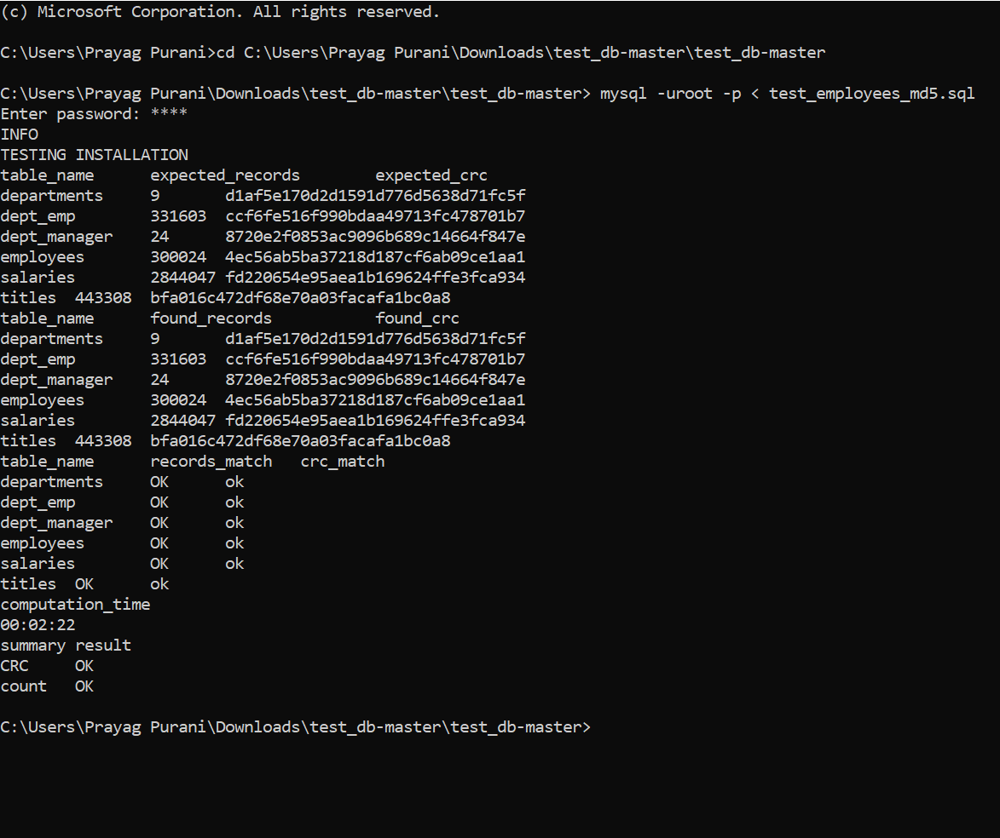 (c) Microsoft Corporation. All rights reserved.
C:\Users\Prayag Purani>cd C:\Users\Prayag Purani\Downloads\test_db-master\test_db-master
C:\Users\Prayag Purani\Downloads\test_db-master\test_db-master> mysql -uroot -p < test_employees_md5.sql
Enter password: ****
INFO
TESTING INSTALLATION
table_name      expected_records        expected_crc
departments     9       d1af5e170d2d1591d776d5638d71fc5f
dept_emp        331603  ccf6fe516f990bdaa49713fc478701b7
dept_manager    24      8720e2f0853ac9096b689c14664f847e
employees       300024  4ec56ab5ba37218d187cf6ab09ce1aa1
salaries        2844047 fd220654e95aea1b169624ffe3fca934
titles  443308  bfa016c472df68e70a03facafa1bc0a8
table_name      found_records           found_crc
departments     9       d1af5e170d2d1591d776d5638d71fc5f
dept_emp        331603  ccf6fe516f990bdaa49713fc478701b7
dept_manager    24      8720e2f0853ac9096b689c14664f847e
employees       300024  4ec56ab5ba37218d187cf6ab09ce1aa1
salaries        2844047 fd220654e95aea1b169624ffe3fca934
titles  443308  bfa016c472df68e70a03facafa1bc0a8
table_name      records_match   crc_match
departments     OK      ok
dept_emp        OK      ok
dept_manager    OK      ok
employees       OK      ok
salaries        OK      ok
titles  OK      ok
computation_time
00:02:22
summary result
CRC     OK
count   OK
C:\Users\Prayag Purani\Downloads\test_db-master\test_db-master>